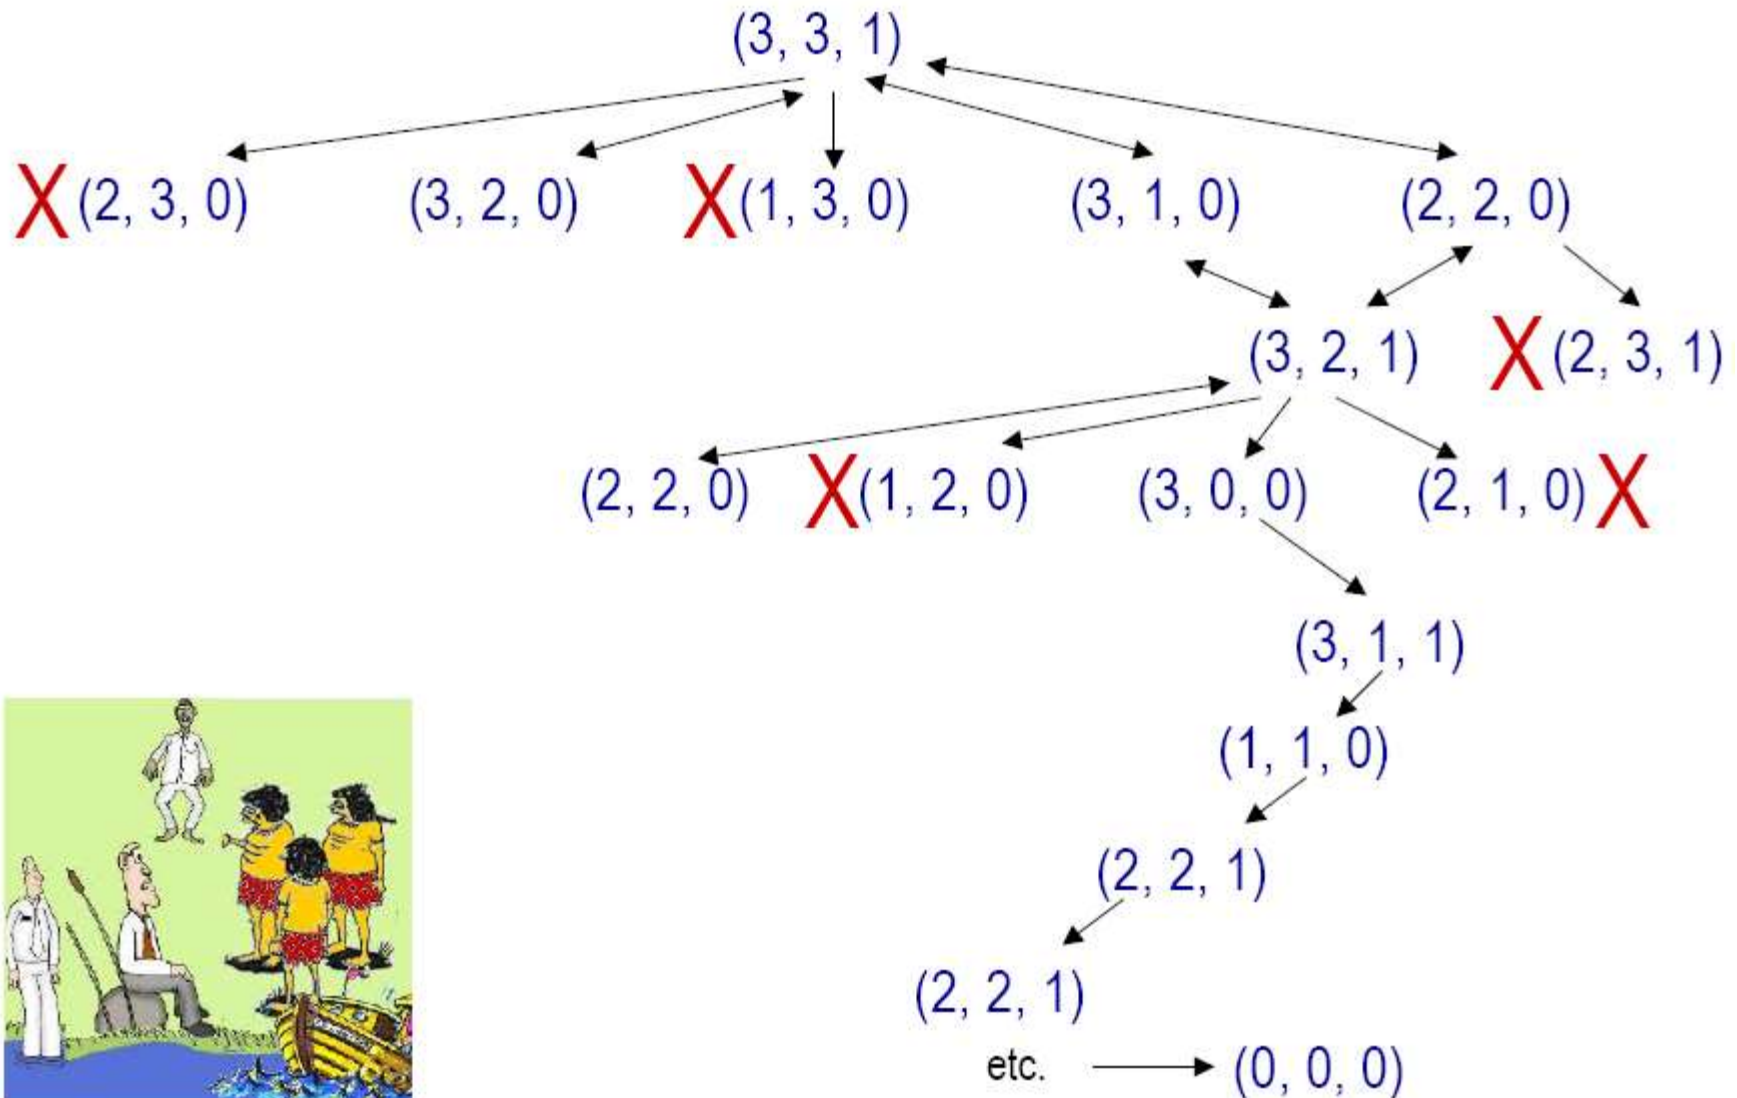 (3, 3, 1)
X (2, 3, 0) (3, 2, 0) X (1, 3, 0) (3, 1, 0) (2, 2, 0)
(3, 2, 1) X (2, 3, 1)
(2, 2, 0) X (1, 2, 0) (3, 0, 0) (2, 1, 0) X
(3, 1, 1)
(1, 1, 0)
(2, 2, 1)
(2, 2, 1)
etc. (0, 0, 0)